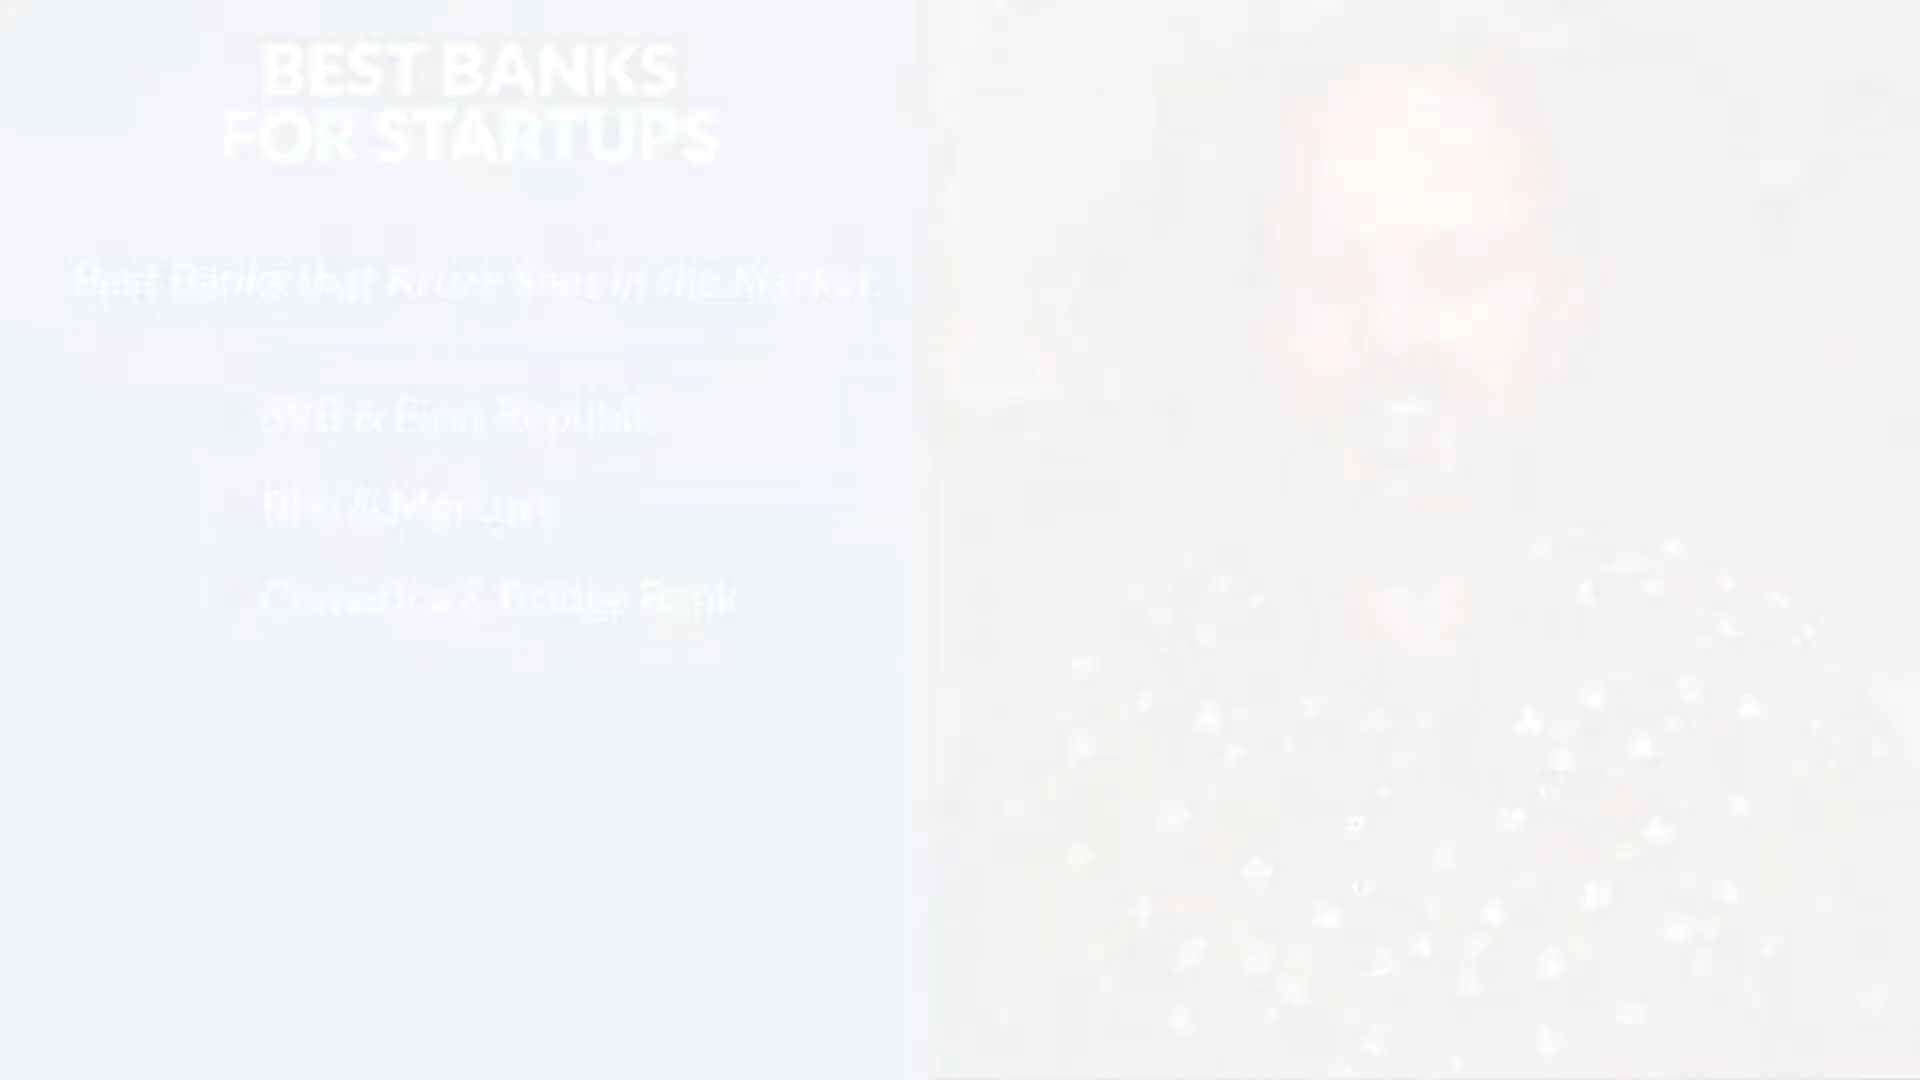 BEST BANKS
FOR STARTUPS
Best Banks that Kruze Sees in the Market
SVB & First Republic
Rho & Mercury
Comerica & Bridge Bank